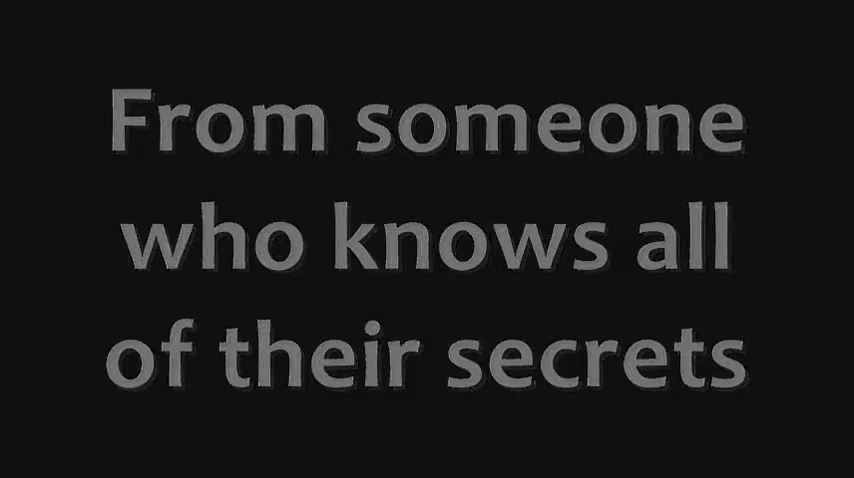 From someone
who knows all
of their secrets